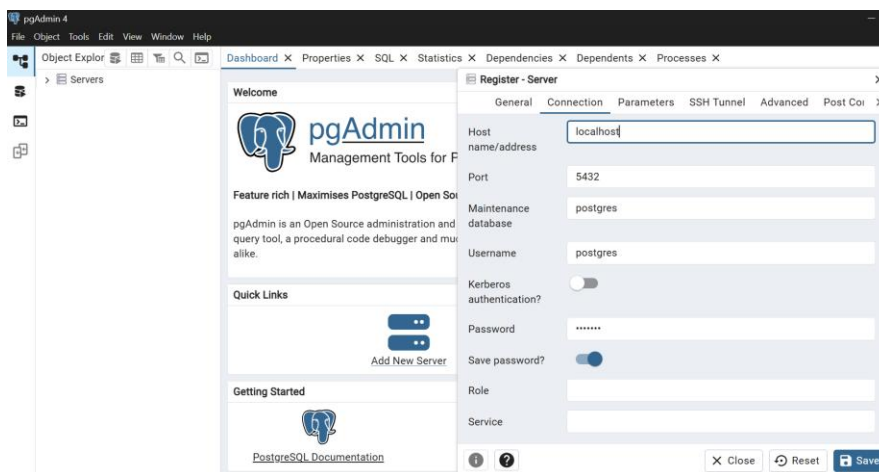 pgAdmin 4
File Object Tools Edit View Window Help
Object Explor
Dashboard X Properties X SQL X Statistics X Dependencies X Dependents X Processes X
Servers
Welcome
pgAdmin
Management Tools for P
Feature rich | Maximises PostgreSQL | Open Sou
pgAdmin is an Open Source administration and
query tool, a procedural code debugger and mu
alike.
Quick Links
Add New Server
Getting Started
PostgreSQL Documentation
Register - Server
General Connection Parameters SSH Tunnel Advanced Post Co
Host name/address
localhost
Port
5432
Maintenance database
postgres
Username
postgres
Kerberos authentication?
Password
•••••••
Save password?
Role
Service
Close Reset Save